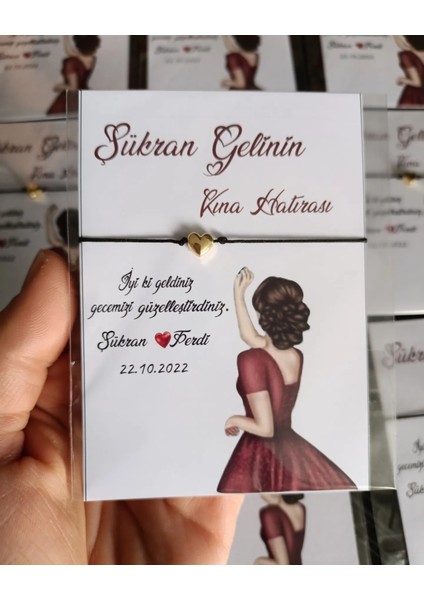 Şükran Gelinin
Kına Hatırası
İyi ki geldiniz
gecemizi güzelleştirdiniz.
Şükran ❤ Ferdi
22.10.2022